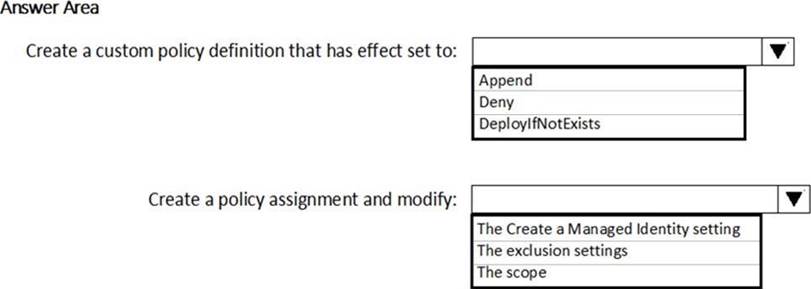 Answer Area
Create a custom policy definition that has effect set to:
Append
Deny
DeployIfNotExists
Create a policy assignment and modify:
The Create a Managed Identity setting
The exclusion settings
The scope